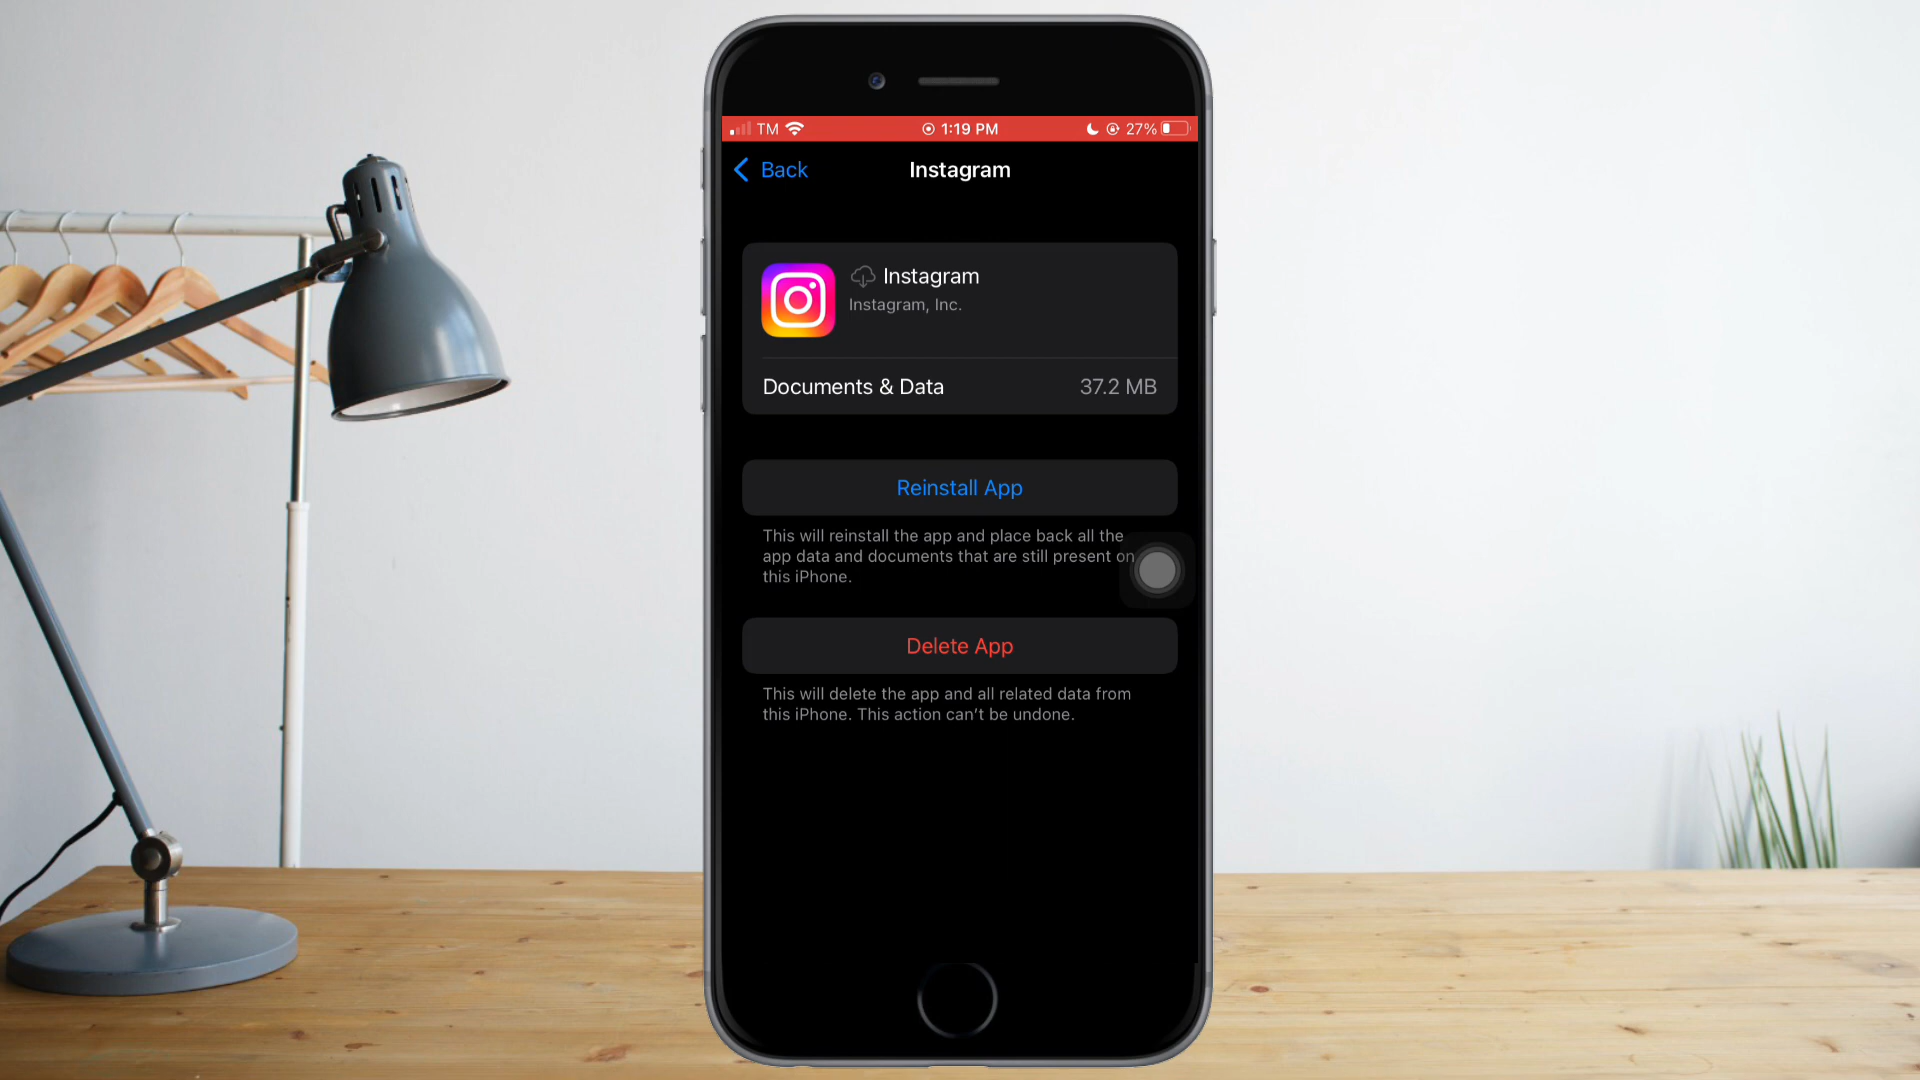 TM 1:19 PM 27%
Back Instagram
Instagram
Instagram, Inc.
Documents & Data 37.2 MB
Reinstall App
This will reinstall the app and place back all the
app data and documents that are still present on
this iPhone.
Delete App
This will delete the app and all related data from
this iPhone. This action can't be undone.